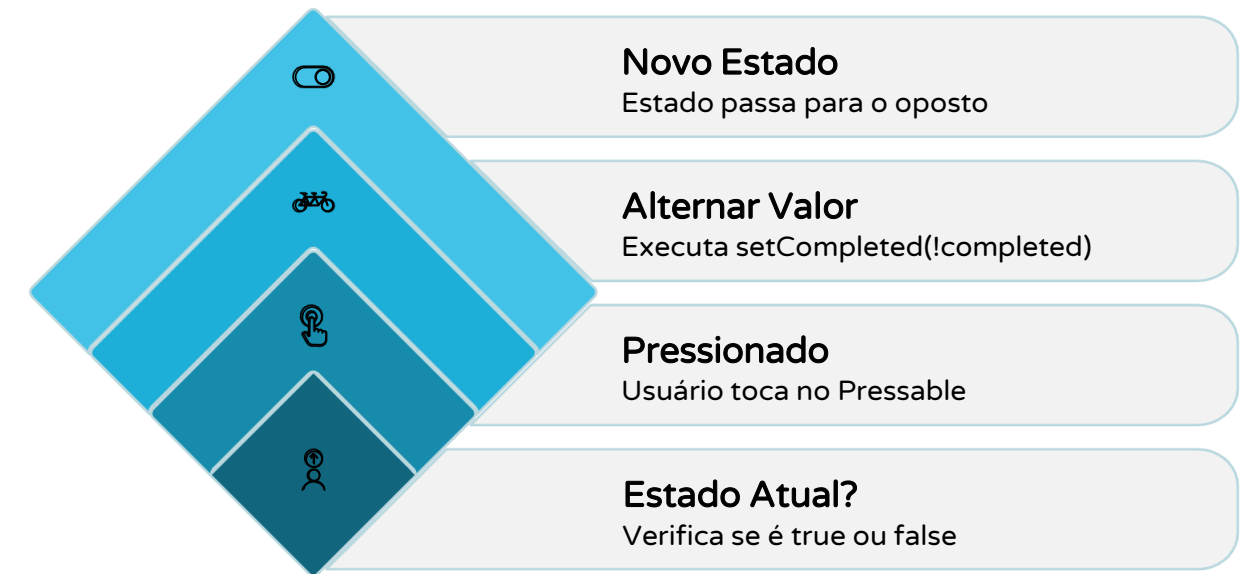 Novo Estado
Estado passa para o oposto
Alternar Valor
Executa setCompleted(!completed)
Pressionado
Usuário toca no Pressable
Estado Atual?
Verifica se é true ou false